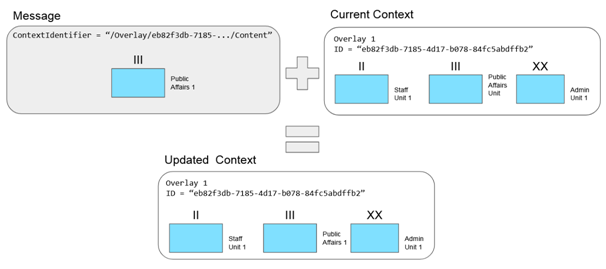 Message
ContextIdentifier = “/Overlay/eb82f3db-7185-.../Content”
III
Public
Affairs 1
Current Context
Overlay 1
ID = “eb82f3db-7185-4d17-b078-84fc5abdffb2”
II
Staff
Unit 1
III
Public
Affairs
Unit
XX
Admin
Unit 1
Updated Context
Overlay 1
ID = “eb82f3db-7185-4d17-b078-84fc5abdffb2”
II
Staff
Unit 1
III
Public
Affairs 1
XX
Admin
Unit 1